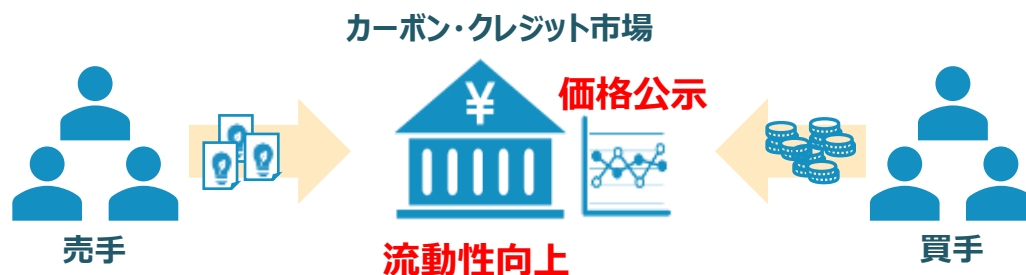 カーボン・クレジット市場
¥
価格公示
売手
流動性向上
買手